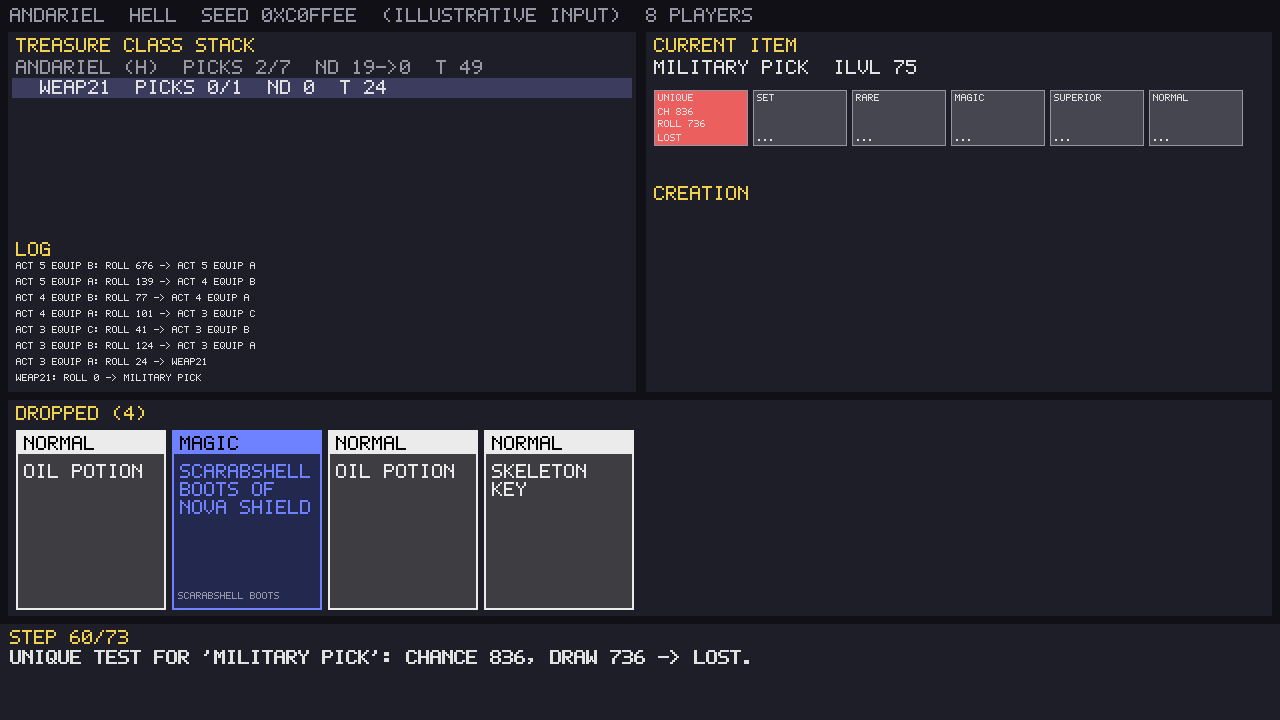 ANDARIEL  HELL  SEED 0XC0FFEE  (ILLUSTRATIVE INPUT)  8 PLAYERS
TREASURE CLASS STACK
ANDARIEL (H)  PICKS 2/7  ND 19->0  T 49
WEAP21  PICKS 0/1  ND 0  T 24
LOG
ACT 5 EQUIP B: ROLL 676 -> ACT 5 EQUIP A
ACT 5 EQUIP A: ROLL 139 -> ACT 4 EQUIP B
ACT 4 EQUIP B: ROLL 77 -> ACT 4 EQUIP A
ACT 4 EQUIP A: ROLL 101 -> ACT 3 EQUIP C
ACT 3 EQUIP C: ROLL 41 -> ACT 3 EQUIP B
ACT 3 EQUIP B: ROLL 124 -> ACT 3 EQUIP A
ACT 3 EQUIP A: ROLL 24 -> WEAP21
WEAP21: ROLL 0 -> MILITARY PICK
CURRENT ITEM
MILITARY PICK  ILVL 75
UNIQUE
CH 836
ROLL 736
LOST
SET
...
RARE
...
MAGIC
...
SUPERIOR
...
NORMAL
...
CREATION
DROPPED (4)
NORMAL
OIL POTION
MAGIC
SCARABSHELL
BOOTS OF
NOVA SHIELD
SCARABSHELL BOOTS
NORMAL
OIL POTION
NORMAL
SKELETON
KEY
STEP 60/73
UNIQUE TEST FOR 'MILITARY PICK': CHANCE 836, DRAW 736 -> LOST.